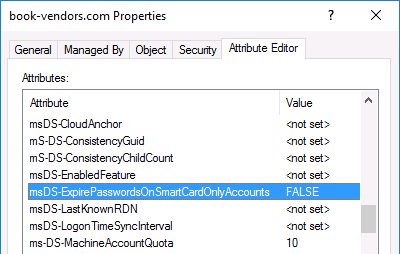 book-vendors.com Properties
General Managed By Object Security Attribute Editor
Attributes:
Attribute Value
msDS-CloudAnchor <not set>
mS-DS-ConsistencyGuid <not set>
mS-DS-ConsistencyChildCount <not set>
msDS-EnabledFeature <not set>
msDS-ExpirePasswordsOnSmartCardOnlyAccounts FALSE
msDS-LastKnownRDN <not set>
msDS-LogonTimeSyncInterval <not set>
ms-DS-MachineAccountQuota 10